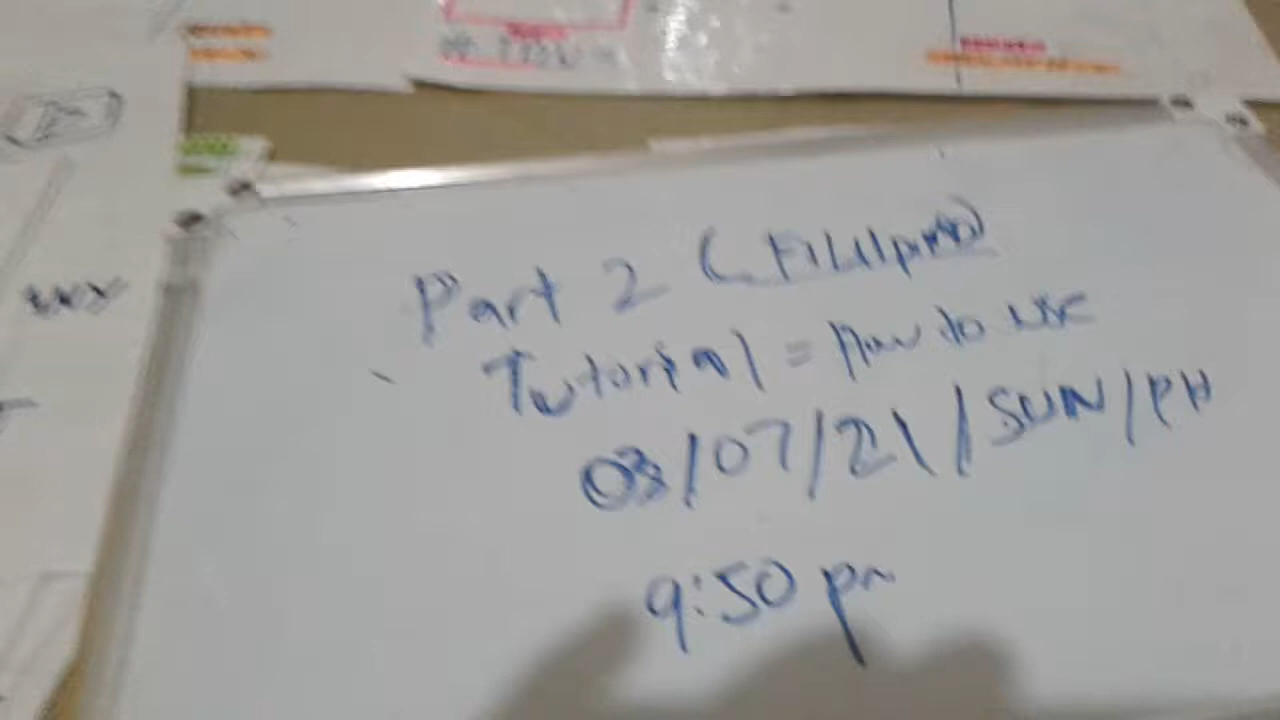 Part 2 (Filipino)
Tutorial = How to use
03/07/21/SUN/PH
9:50 pm